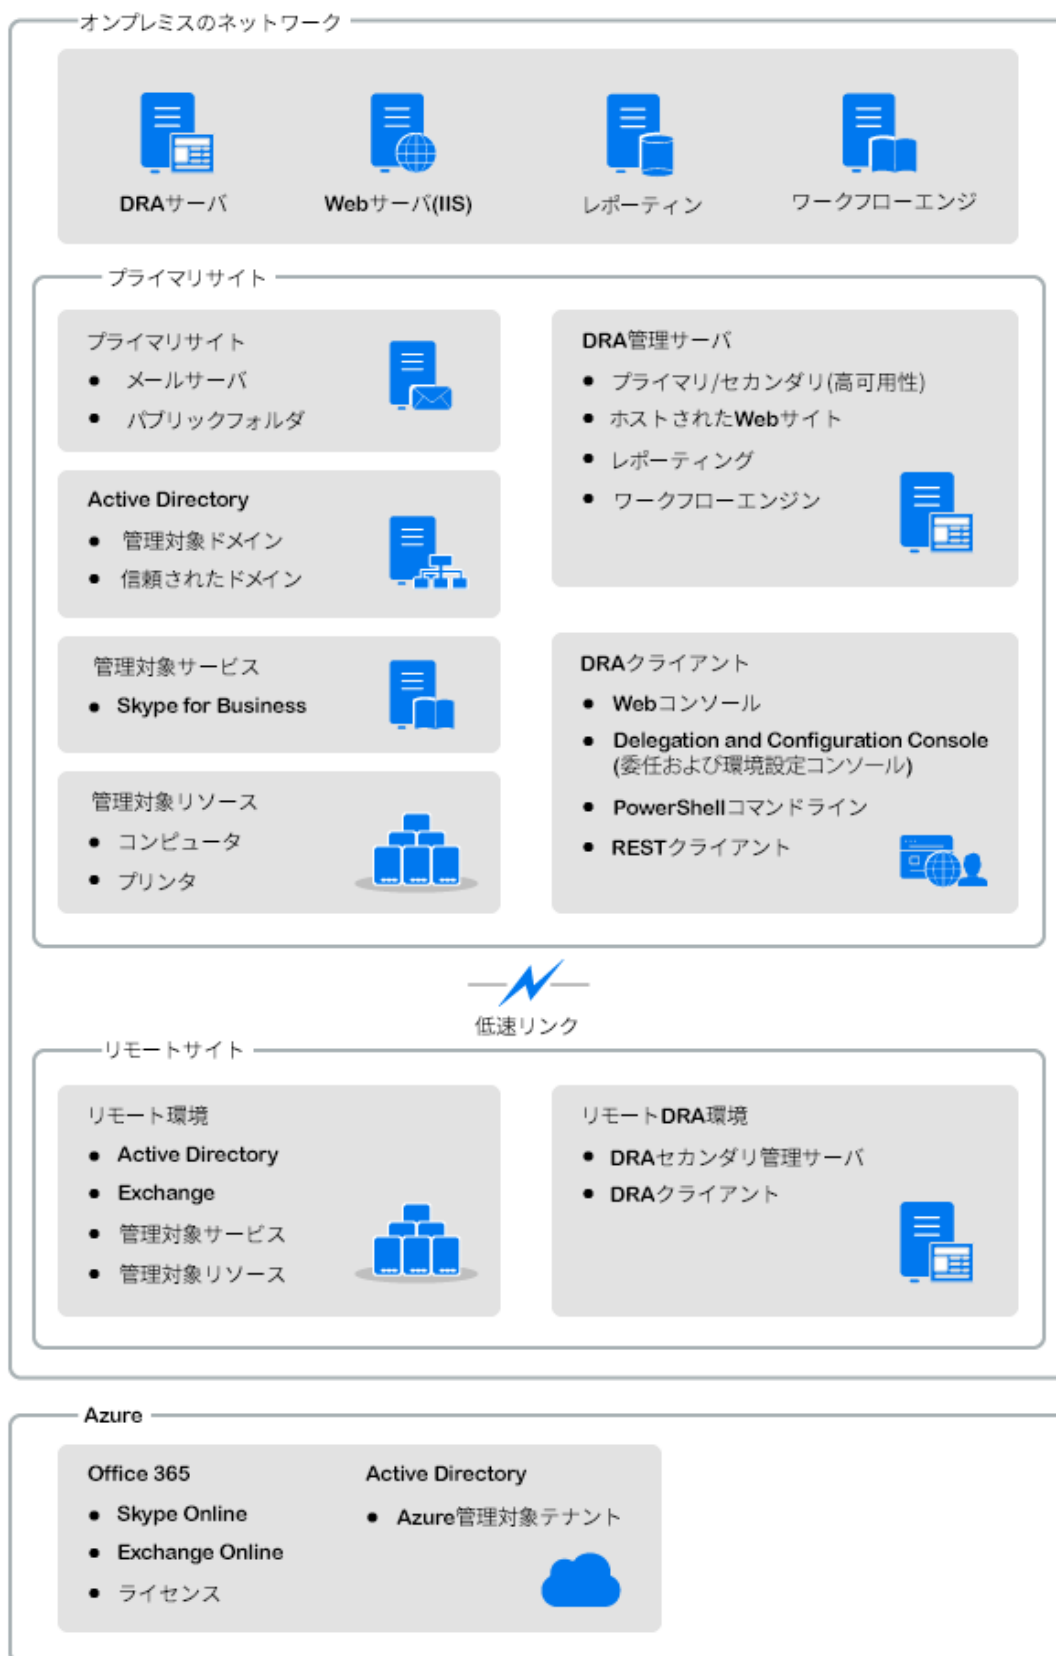 オンプレミスのネットワーク
DRAサーバ
Webサーバ(IIS)
レポーティン
ワークフローエンジ
プライマリサイト
プライマリサイト
● メールサーバ
● パブリックフォルダ
Active Directory
● 管理対象ドメイン
● 信頼されたドメイン
管理対象サービス
● Skype for Business
管理対象リソース
● コンピュータ
● プリンタ
DRA管理サーバ
● プライマリ/セカンダリ(高可用性)
● ホストされたWebサイト
● レポーティング
● ワークフローエンジン
DRAクライアント
● Webコンソール
● Delegation and Configuration Console
(委任および環境設定コンソール)
● PowerShellコマンドライン
● RESTクライアント
低速リンク
リモートサイト
リモート環境
● Active Directory
● Exchange
● 管理対象サービス
● 管理対象リソース
リモートDRA環境
● DRAセカンダリ管理サーバ
● DRAクライアント
Azure
Office 365
● Skype Online
● Exchange Online
● ライセンス
Active Directory
● Azure管理対象テナント